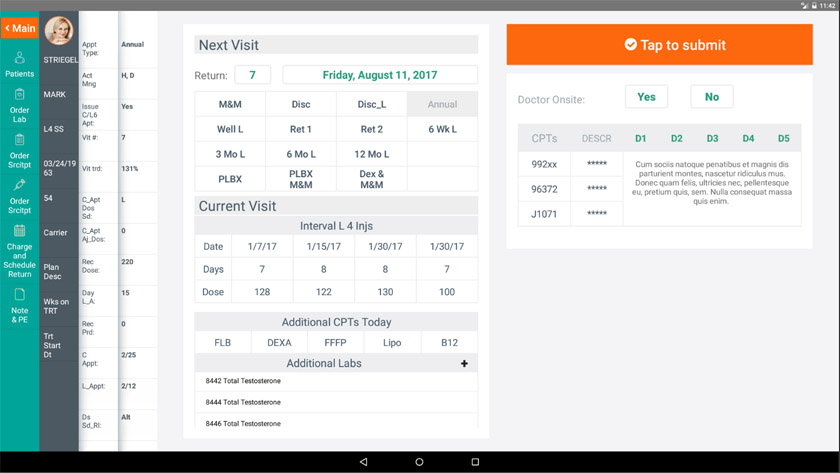 11:42
< Main
Patients
Order
Lab
Order
Srcitpt
Order
Srcitpt
Charge
and
Schedule
Return
Note
& PE
STRIEGEL
MARK
L4 SS
03/24/19
63
54
Carrier
Plan
Desc
Wks on
TRT
Trt
Start
Dt
Appt
Type: Annual
Act
Mng H, D
Issue
C/L6
Apt: Yes
Vit #: 7
Vit trd: 131%
C_Apt
Dos
Sd: L
C_Apt
Aj_Dos: 0
Rec
Dose: 220
Day
L_A: 15
Rec
Prd: 0
C
Appt: 2/25
L_Appt: 2/12
Ds
Sd_Rl: Alt
Next Visit
Return: 7 Friday, August 11, 2017
M&M Disc Disc_L Annual
Well L Ret 1 Ret 2 6 Wk L
3 Mo L 6 Mo L 12 Mo L
PLBX PLBX
M&M Dex &
M&M
Current Visit
Interval L 4 Injs
Date 1/7/17 1/15/17 1/30/17 1/30/17
Days 7 8 8 7
Dose 128 122 130 100
Additional CPTs Today
FLB DEXA FFFP Lipo B12
Additional Labs +
8442 Total Testosterone
8444 Total Testosterone
8446 Total Testosterone
Tap to submit
Doctor Onsite: Yes No
CPTs DESCR D1 D2 D3 D4 D5
992xx *****
96372 *****
J1071 *****
Cum sociis natoque penatibus et magnis dis
parturient montes, nascetur ridiculus mus.
Donec quam felis, ultricies nec, pellentesque
eu, pretium quis, sem. Nulla consequat massa
quis enim.